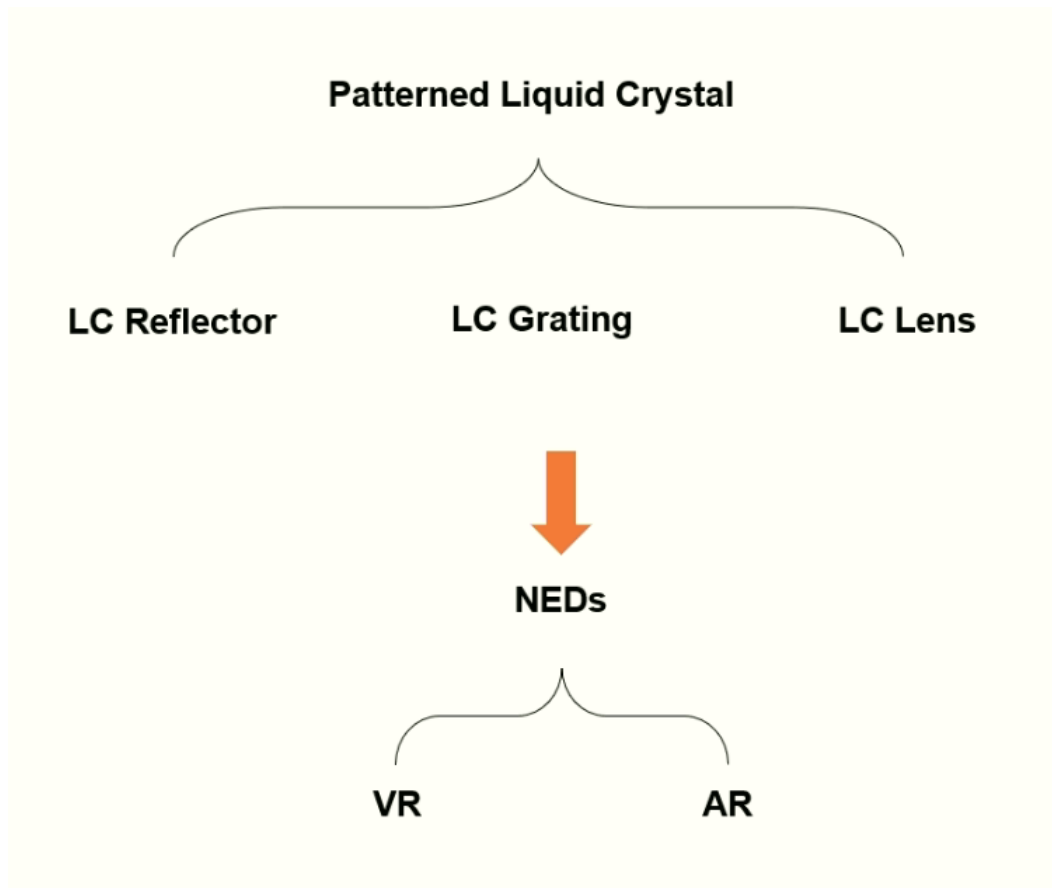 Patterned Liquid Crystal
LC Reflector
LC Grating
LC Lens
NEDs
VR
AR